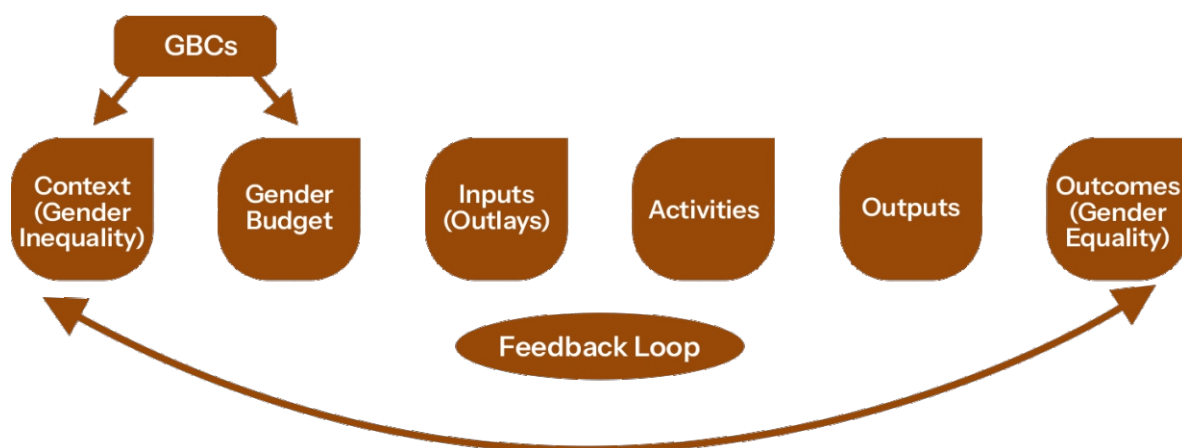 GBCs
Context
(Gender
Inequality)
Gender
Budget
Inputs
(Outlays)
Activities
Outputs
Outcomes
(Gender
Equality)
Feedback Loop